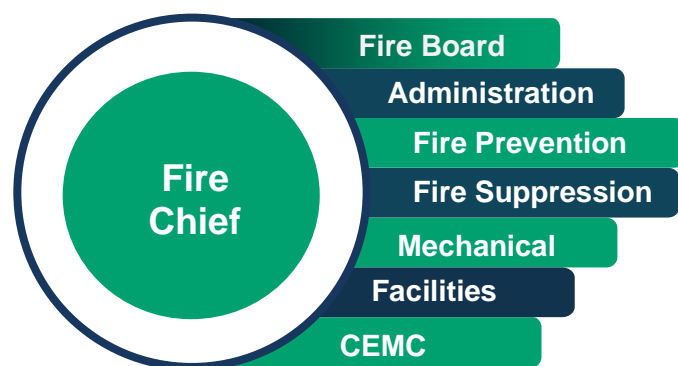 Fire
Chief
Fire Board
Administration
Fire Prevention
Fire Suppression
Mechanical
Facilities
CEMC